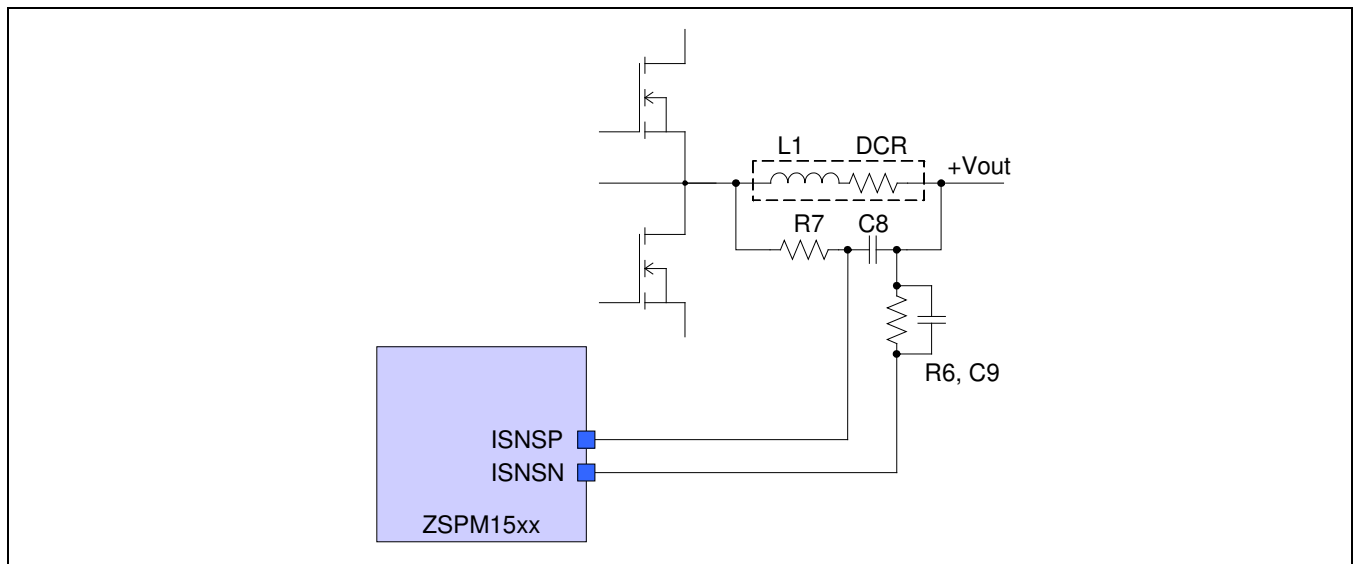 L1 DCR
+Vout
R7 C8
R6, C9
ISNSP
ISNSN
ZSPM15xx